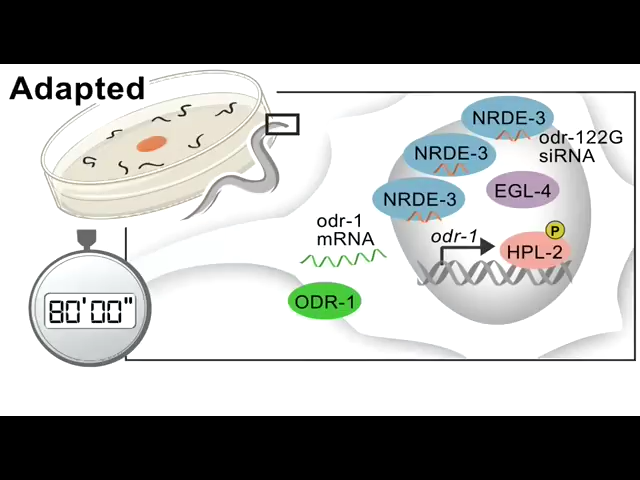 Adapted
NRDE-3
odr-122G
siRNA
NRDE-3
NRDE-3
EGL-4
odr-1
mRNA
odr-1
P
HPL-2
ODR-1
80'00"